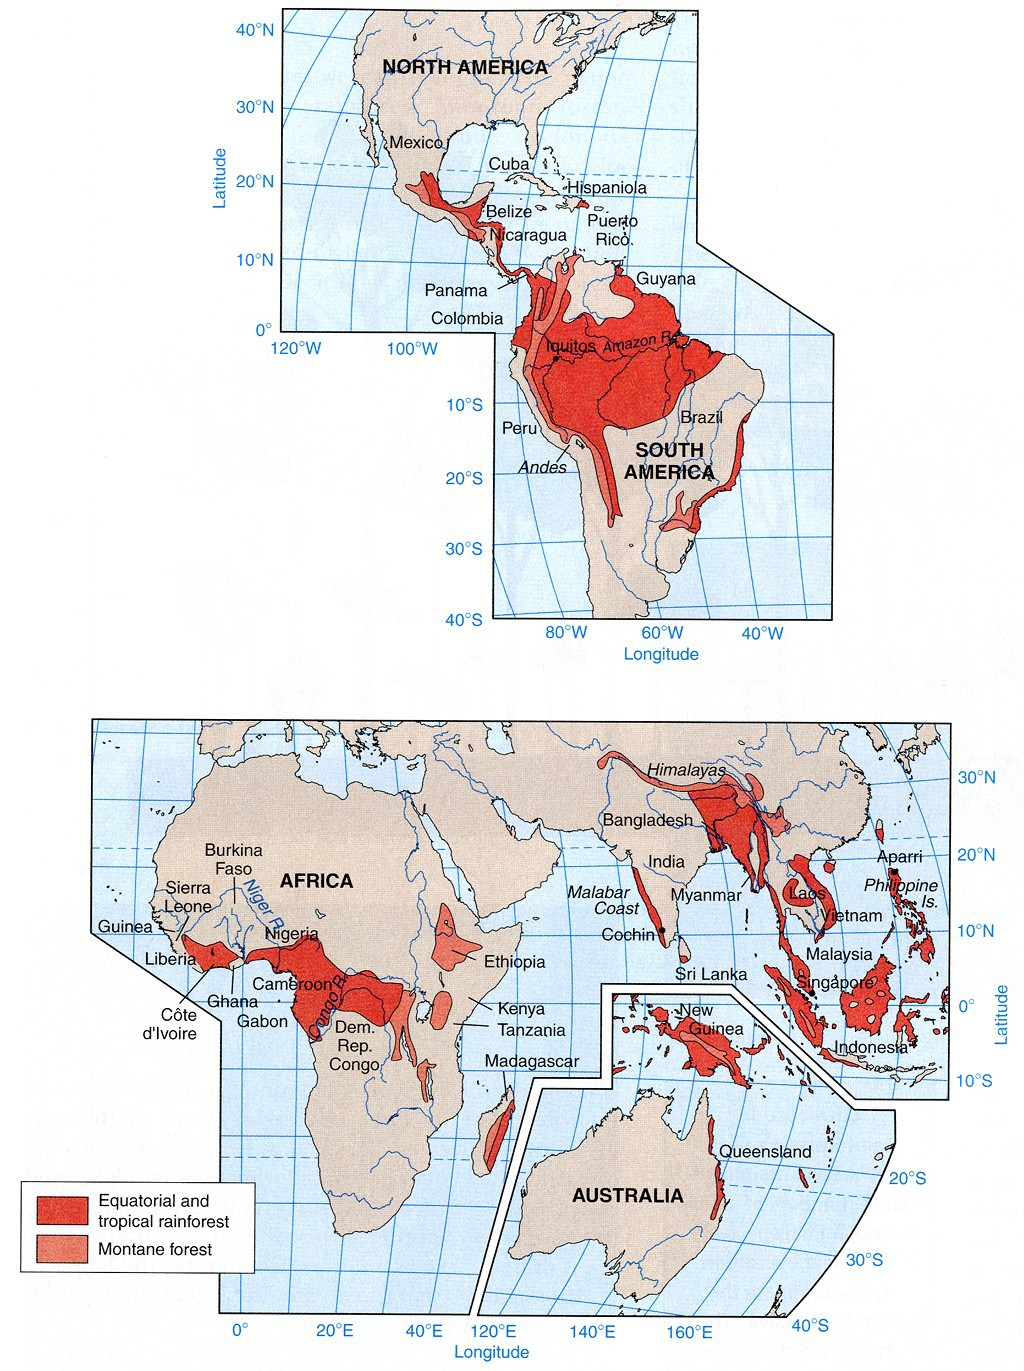 40°N
NORTH AMERICA
30°N
Mexico
Cuba
Latitude
20°N
Hispaniola
Belize
Puerto
Rico
Nicaragua
10°N
Guyana
Panama
Colombia
0°
120°W
100°W
Iquitos
Amazon R.
10°S
Brazil
Peru
SOUTH
AMERICA
Andes
20°S
30°S
40°S
80°W
60°W
40°W
Longitude
Himalayas
30°N
Bangladesh
Burkina
Faso
India
20°N
Aparri
AFRICA
Sierra
Leone
Niger R.
Malabar
Coast
Myanmar
Laos
Philippine
Is.
Guinea
Nigeria
Vietnam
10°N
Cochin
Liberia
Ethiopia
Malaysia
Sri Lanka
Cameroon
Singapore
Ghana
Congo R.
Kenya
New
Guinea
0°
Latitude
Côte
d'Ivoire
Gabon
Dem.
Rep.
Congo
Tanzania
Indonesia
Madagascar
10°S
Queensland
20°S
AUSTRALIA
Equatorial and
tropical rainforest
Montane forest
30°S
0°
20°E
40°E
120°E
140°E
160°E
40°S
Longitude